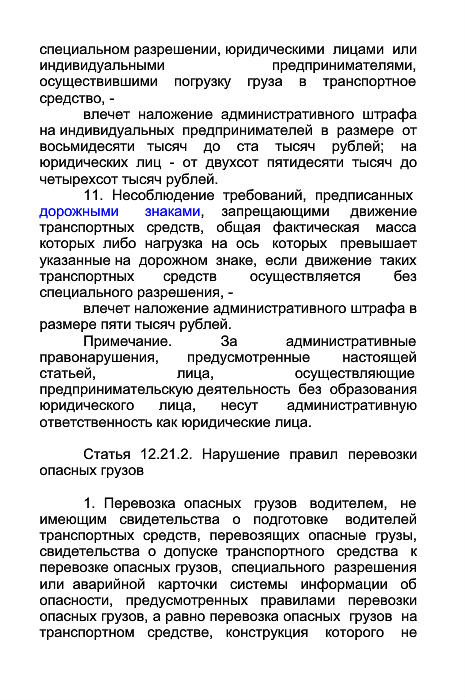 специальном разрешении, юридическими лицами или
индивидуальными предпринимателями,
осуществившими погрузку груза в транспортное
средство, -
влечет наложение административного штрафа
на индивидуальных предпринимателей в размере от
восьмидесяти тысяч до ста тысяч рублей; на
юридических лиц - от двухсот пятидесяти тысяч до
четырехсот тысяч рублей.
11. Несоблюдение требований, предписанных
дорожными знаками, запрещающими движение
транспортных средств, общая фактическая масса
которых либо нагрузка на ось которых превышает
указанные на дорожном знаке, если движение таких
транспортных средств осуществляется без
специального разрешения, -
влечет наложение административного штрафа в
размере пяти тысяч рублей.
Примечание. За административные
правонарушения, предусмотренные настоящей
статьей, лица, осуществляющие
предпринимательскую деятельность без образования
юридического лица, несут административную
ответственность как юридические лица.
Статья 12.21.2. Нарушение правил перевозки
опасных грузов
1. Перевозка опасных грузов водителем, не
имеющим свидетельства о подготовке водителей
транспортных средств, перевозящих опасные грузы,
свидетельства о допуске транспортного средства к
перевозке опасных грузов, специального разрешения
или аварийной карточки системы информации об
опасности, предусмотренных правилами перевозки
опасных грузов, а равно перевозка опасных грузов на
транспортном средстве, конструкция которого не